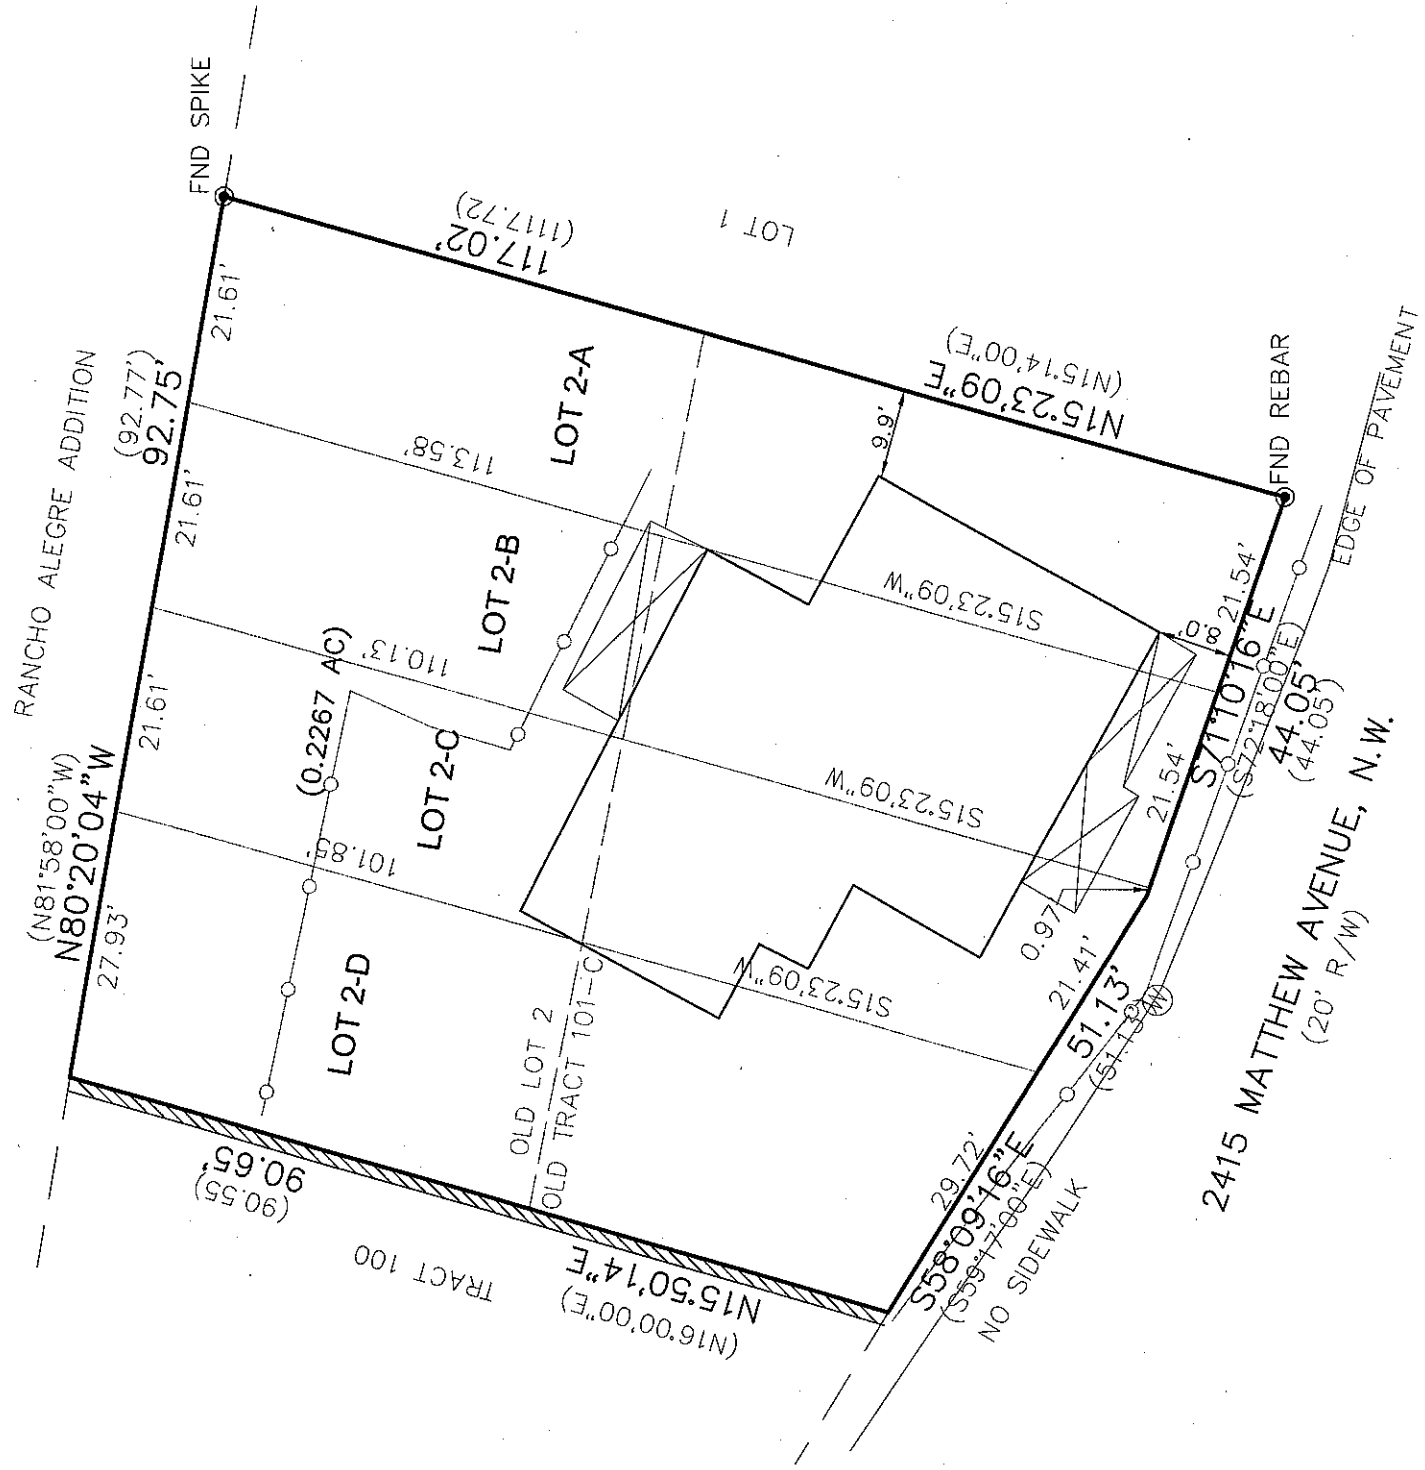 FND SPIKE
RANCHO ALEGRE ADDITION
(92.77')
92.75'
21.61'
21.61'
21.61'
27.93'
(N81°58'00"W)
N80°20'04"W
117.02'
(1117.72)
LOT 1
N15°23'09"E
(N15°14'00"E)
LOT 2-A
113.58'
LOT 2-B
110.13'
(0.2267 AC)
LOT 2-C
101.85'
LOT 2-D
9.9'
S15°23'09"W
S15°23'09"W
S15°23'09"W
OLD LOT 2
OLD TRACT 101-C
90.65'
(90.55)
TRACT 100
N15°50'14"E
(N16°00'00"E)
FND REBAR
EDGE OF PAVEMENT
8.0'
21.54'
21.54'
S71°10'16"E
(S72°18'00"E)
44.05'
(44.05')
0.97'
21.41'
51.13'
(51.13')
W
29.72'
S58°09'16"E
(S59°17'00"E)
NO SIDEWALK
2415 MATTHEW AVENUE, N.W.
(20' R/W)